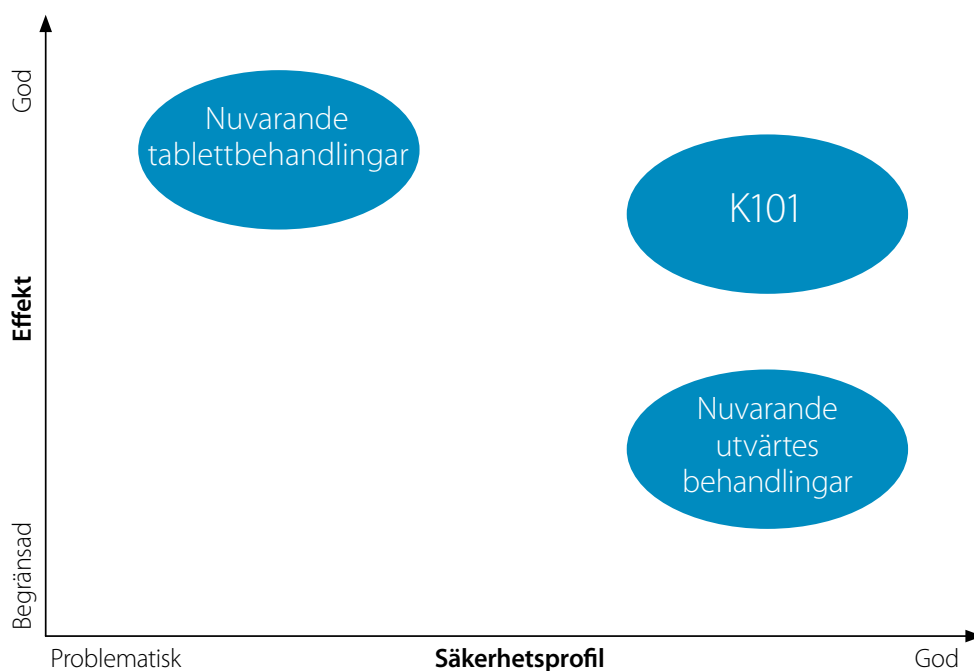 God
Nuvarande
tablettbehandlingar
K101
Effekt
Nuvarande
utvärtes
behandlingar
Begränsad
Problematisk
Säkerhetsprofil
God